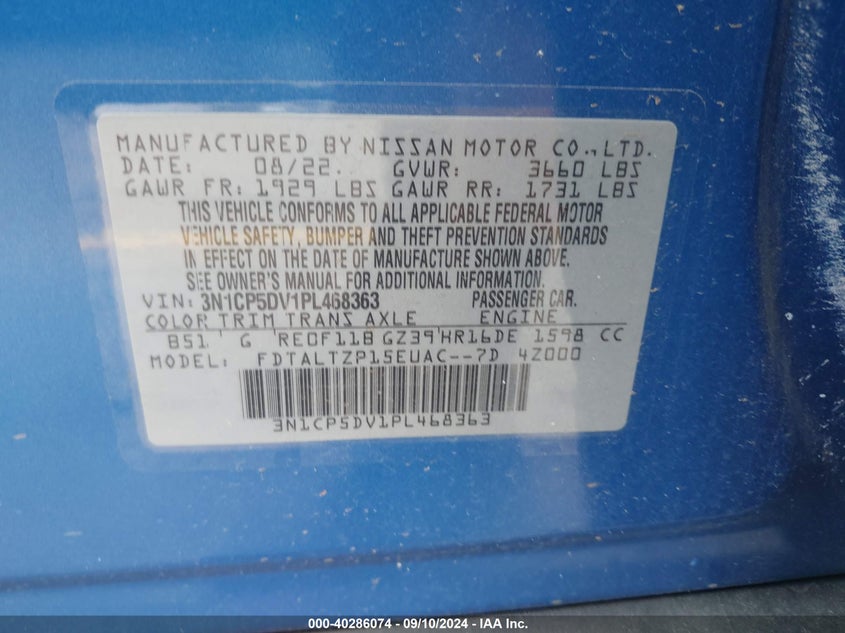 MANUFACTURED BY NISSAN MOTOR CO.,LTD.
DATE: 08/22. GVWR: 3660 LBS
GAWR FR: 1929 LBS GAWR RR: 1731 LBS
THIS VEHICLE CONFORMS TO ALL APPLICABLE FEDERAL MOTOR
VEHICLE SAFETY, BUMPER AND THEFT PREVENTION STANDARDS
IN EFFECT ON THE DATE OF MANUFACTURE SHOWN ABOVE.
SEE OWNER'S MANUAL FOR ADDITIONAL INFORMATION.
VIN: 3N1CP5DV1PL468363 PASSENGER CAR.
COLOR TRIM TRANS AXLE ENGINE
B51 G RE0F11B GZ39 HR16DE 1598 CC
MODEL: FDTALTZP15EUAC--7D 4Z000
3N1CP5DV1PL468363
000-40286074 - 09/10/2024 - IAA Inc.